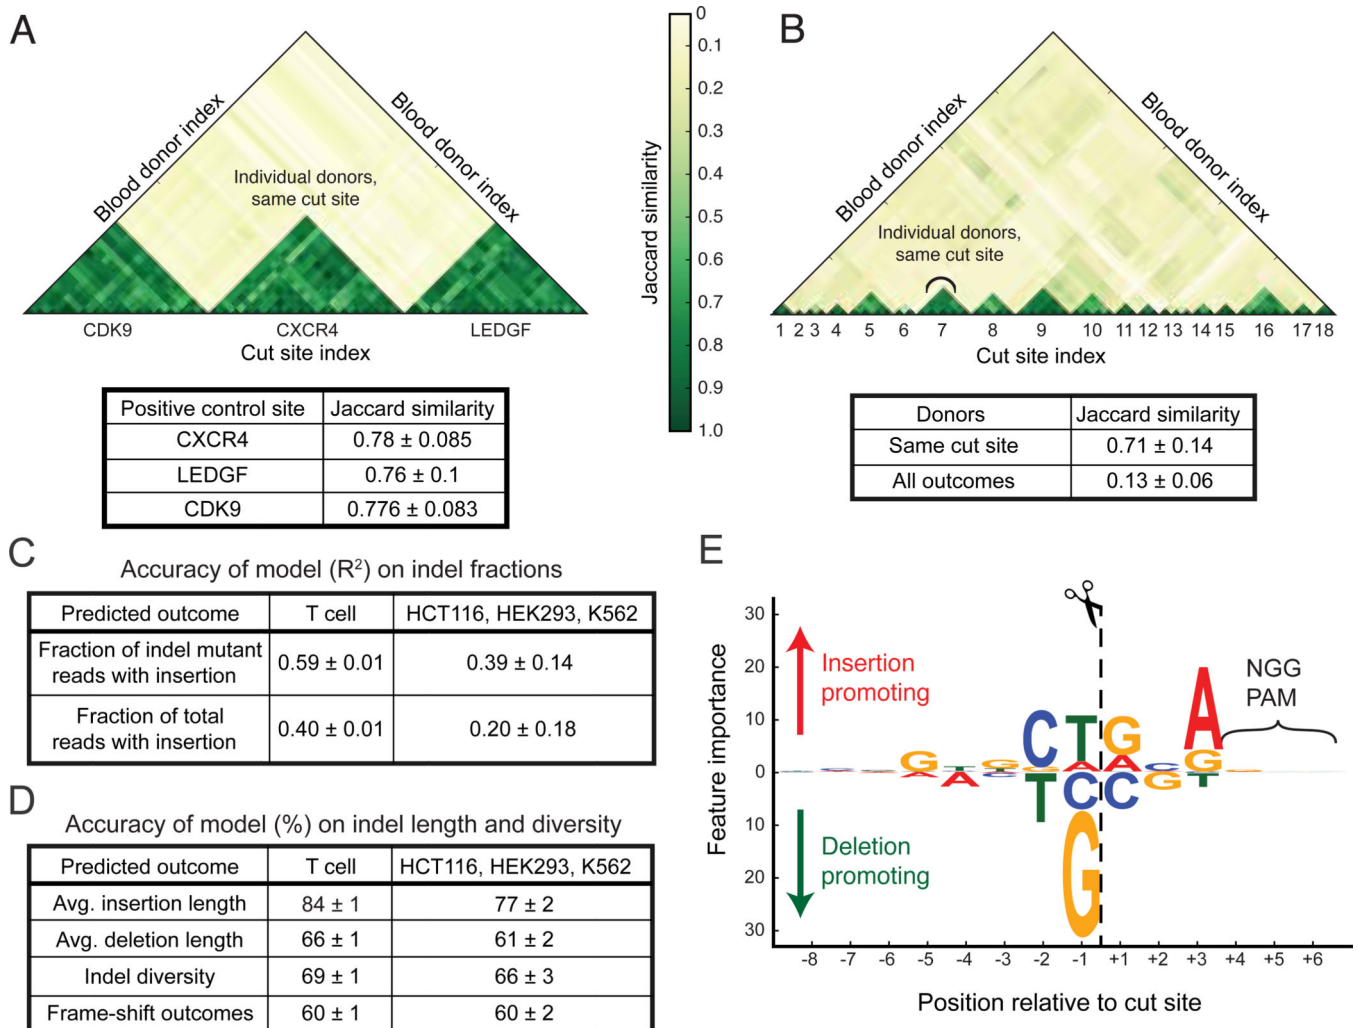 A
Blood donor index
Blood donor index
Individual donors,
same cut site
CDK9
CXCR4
LEDGF
Cut site index
Positive control site Jaccard similarity
CXCR4 0.78 ± 0.085
LEDGF 0.76 ± 0.1
CDK9 0.776 ± 0.083
Jaccard similarity
0
0.1
0.2
0.3
0.4
0.5
0.6
0.7
0.8
0.9
1.0
B
Blood donor index
Blood donor index
Individual donors,
same cut site
1 2 3 4 5 6 7 8 9 10 11 12 13 14 15 16 17 18
Cut site index
Donors Jaccard similarity
Same cut site 0.71 ± 0.14
All outcomes 0.13 ± 0.06
C
Accuracy of model (R²) on indel fractions
Predicted outcome T cell HCT116, HEK293, K562
Fraction of indel mutant
reads with insertion 0.59 ± 0.01 0.39 ± 0.14
Fraction of total
reads with insertion 0.40 ± 0.01 0.20 ± 0.18
D
Accuracy of model (%) on indel length and diversity
Predicted outcome T cell HCT116, HEK293, K562
Avg. insertion length 84 ± 1 77 ± 2
Avg. deletion length 66 ± 1 61 ± 2
Indel diversity 69 ± 1 66 ± 3
Frame-shift outcomes 60 ± 1 60 ± 2
E
Feature importance
30
20
10
0
10
20
30
Insertion
promoting
Deletion
promoting
NGG
PAM
G A
T A
G T C
C G T
T A C G
G A C
C G
A G T
-8 -7 -6 -5 -4 -3 -2 -1 +1 +2 +3 +4 +5 +6
Position relative to cut site